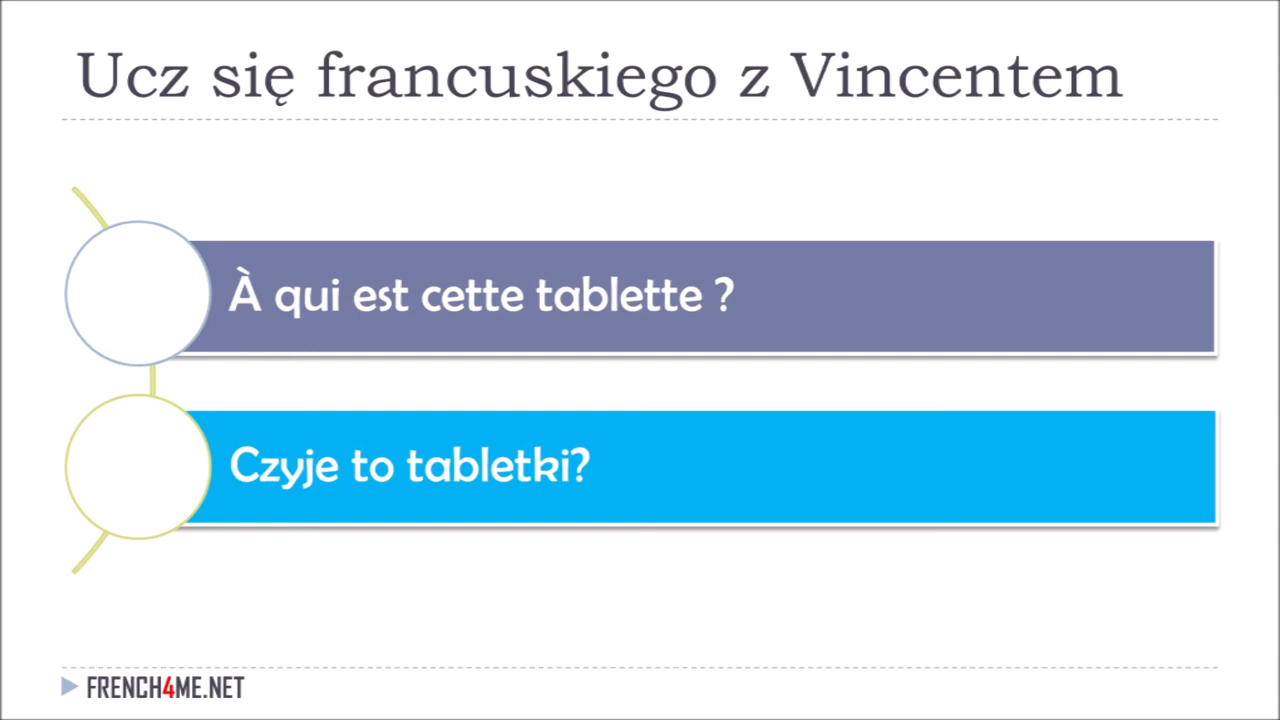 Ucz się francuskiego z Vincentem
À qui est cette tablette ?
Czyje to tabletki?
FRENCH4ME.NET